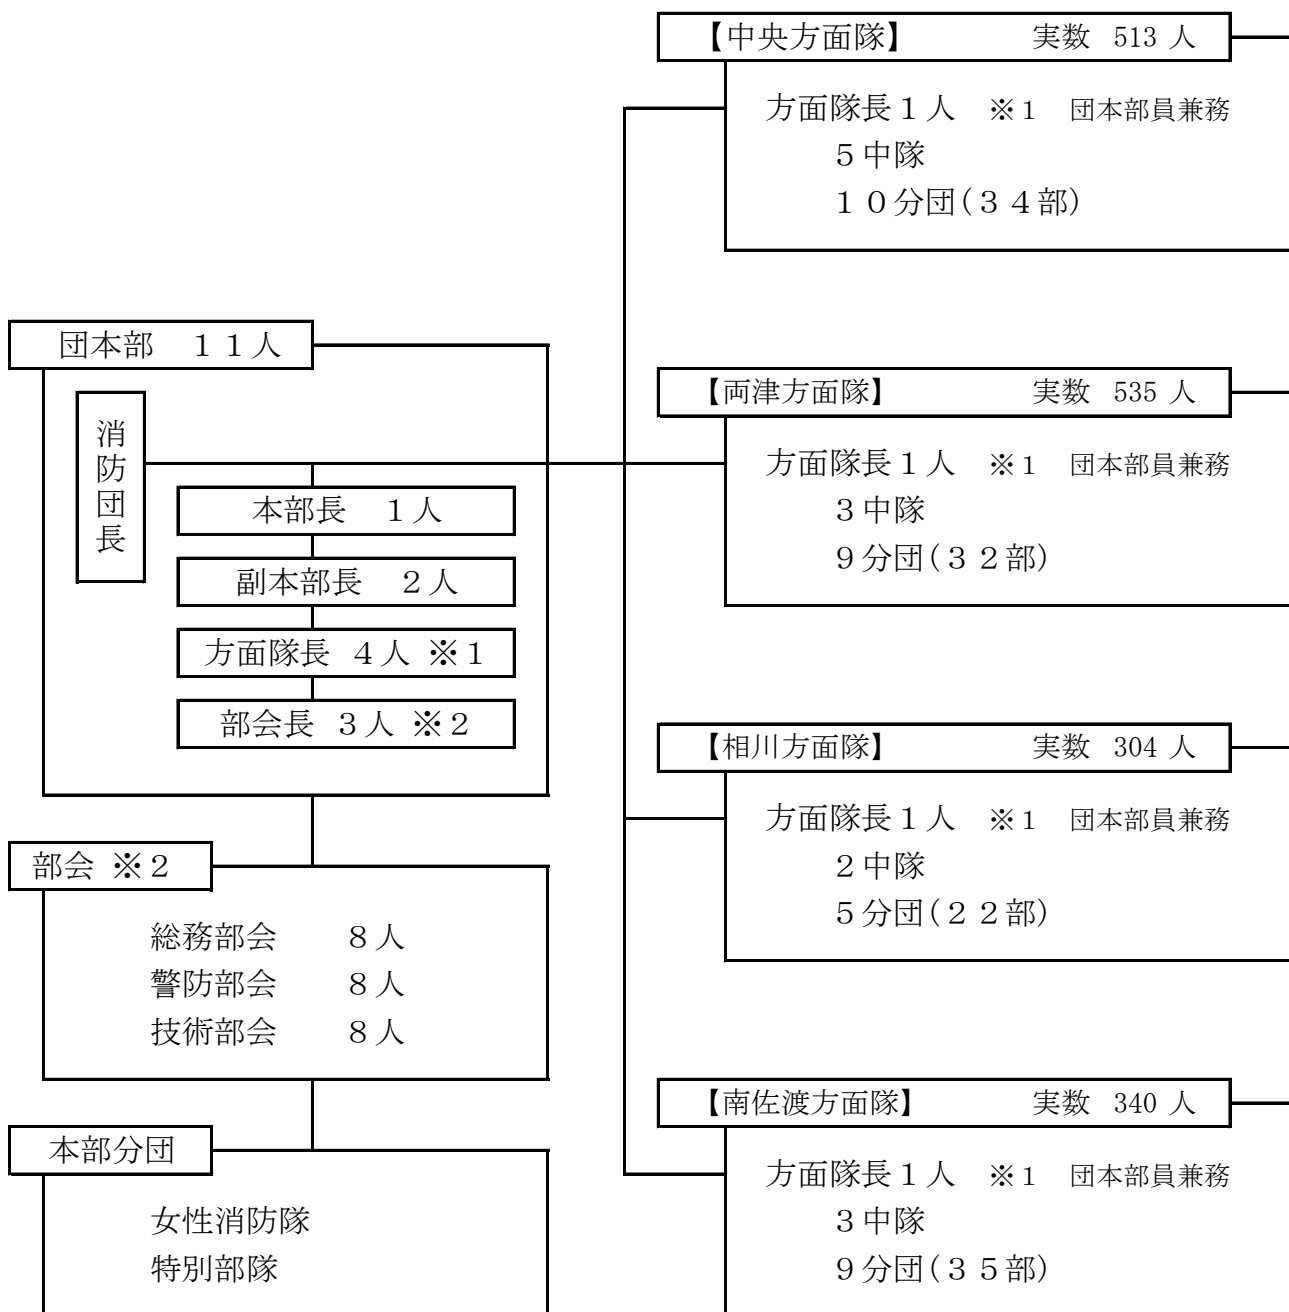 団本部　１１人
消防団長
本部長　１人
副本部長　２人
方面隊長 ４人 ※１
部会長 ３人 ※２
部会 ※２
総務部会　８人
警防部会　８人
技術部会　８人
本部分団
女性消防隊
特別部隊
【中央方面隊】　実数 513 人
方面隊長１人　※１　団本部員兼務
５中隊
１０分団(３４部)
【両津方面隊】　実数 535 人
方面隊長１人　※１　団本部員兼務
３中隊
９分団(３２部)
【相川方面隊】　実数 304 人
方面隊長１人　※１　団本部員兼務
２中隊
５分団(２２部)
【南佐渡方面隊】　実数 340 人
方面隊長１人　※１　団本部員兼務
３中隊
９分団(３５部)